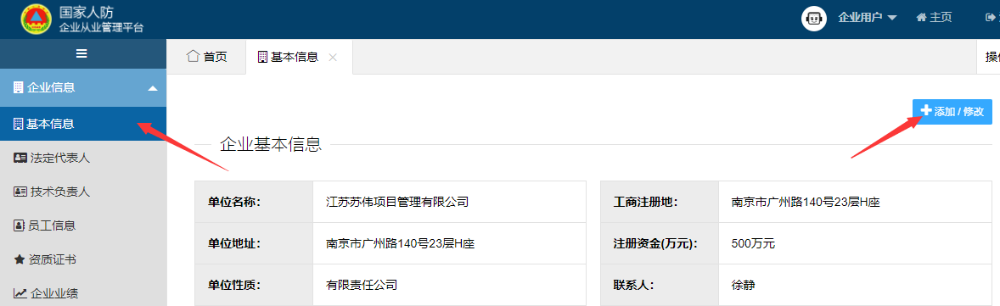 国家人防
企业从业管理平台
企业用户
主页
首页
基本信息
操
企业信息
基本信息
法定代表人
技术负责人
员工信息
资质证书
企业业绩
添加 / 修改
企业基本信息
单位名称： 江苏苏伟项目管理有限公司 工商注册地： 南京市广州路140号23层H座
单位地址： 南京市广州路140号23层H座 注册资金(万元)： 500万元
单位性质： 有限责任公司 联系人： 徐静